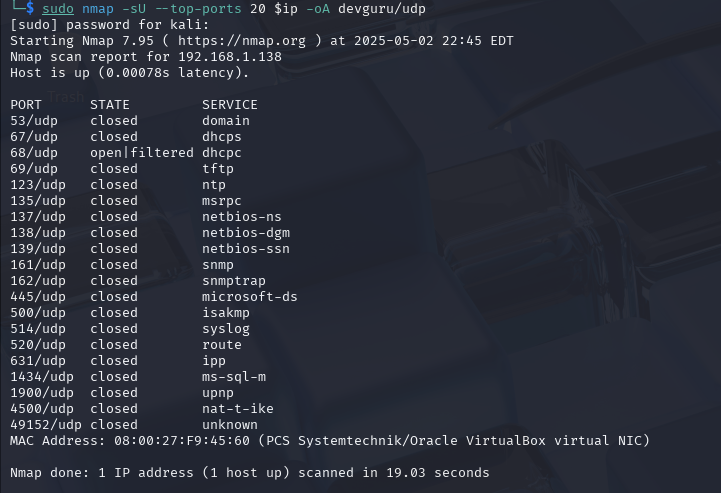 └─$ sudo nmap -sU --top-ports 20 $ip -oA devguru/udp
[sudo] password for kali:
Starting Nmap 7.95 ( https://nmap.org ) at 2025-05-02 22:45 EDT
Nmap scan report for 192.168.1.138
Host is up (0.00078s latency).
Trash
PORT      STATE         SERVICE
53/udp    closed        domain
67/udp    closed        dhcps
68/udp    open|filtered dhcpc
69/udp    closed        tftp
123/udp   closed        ntp
135/udp   closed        msrpc
137/udp   closed        netbios-ns
138/udp   closed        netbios-dgm
139/udp   closed        netbios-ssn
161/udp   closed        snmp
162/udp   closed        snmptrap
445/udp   closed        microsoft-ds
500/udp   closed        isakmp
514/udp   closed        syslog
520/udp   closed        route
631/udp   closed        ipp
1434/udp  closed        ms-sql-m
1900/udp  closed        upnp
4500/udp  closed        nat-t-ike
49152/udp closed        unknown
MAC Address: 08:00:27:F9:45:60 (PCS Systemtechnik/Oracle VirtualBox virtual NIC)
Nmap done: 1 IP address (1 host up) scanned in 19.03 seconds